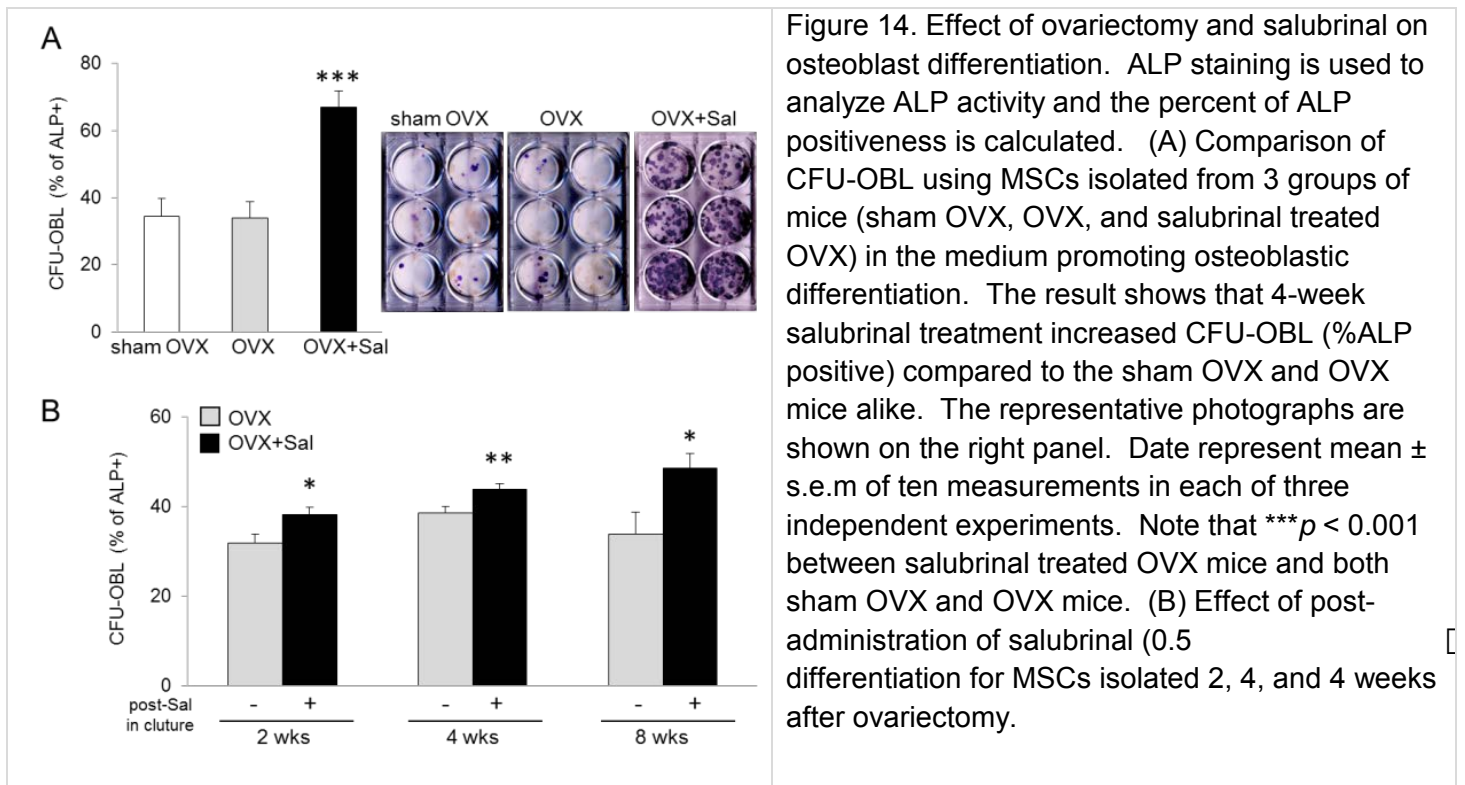 A
80
60
40
20
0
CFU-OBL (% of ALP+)
***
sham OVX OVX OVX+Sal
sham OVX OVX OVX+Sal
B
60
40
20
0
CFU-OBL (% of ALP+)
OVX
OVX+Sal
* ** *
post-Sal - + - + - +
in cluture
2 wks 4 wks 8 wks
Figure 14. Effect of ovariectomy and salubrinal on
osteoblast differentiation. ALP staining is used to
analyze ALP activity and the percent of ALP
positiveness is calculated. (A) Comparison of
CFU-OBL using MSCs isolated from 3 groups of
mice (sham OVX, OVX, and salubrinal treated
OVX) in the medium promoting osteoblastic
differentiation. The result shows that 4-week
salubrinal treatment increased CFU-OBL (%ALP
positive) compared to the sham OVX and OVX
mice alike. The representative photographs are
shown on the right panel. Date represent mean ±
s.e.m of ten measurements in each of three
independent experiments. Note that ***p < 0.001
between salubrinal treated OVX mice and both
sham OVX and OVX mice. (B) Effect of post-
administration of salubrinal (0.5
differentiation for MSCs isolated 2, 4, and 4 weeks
after ovariectomy.